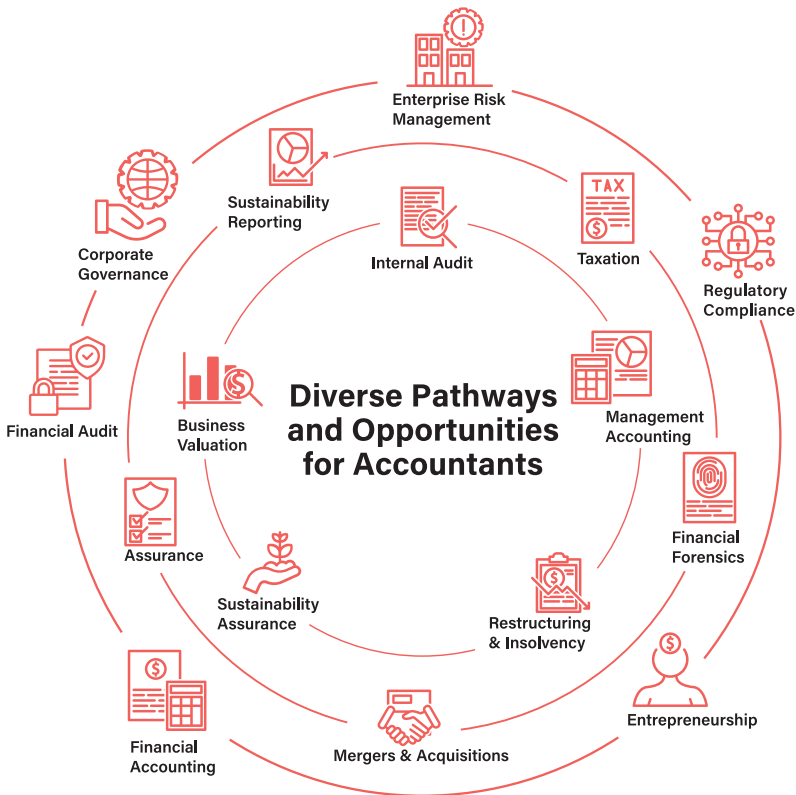 Enterprise Risk
Management
Sustainability
Reporting
TAX
$
Taxation
Internal Audit
Corporate
Governance
Regulatory
Compliance
$
Business
Valuation
Diverse Pathways
and Opportunities
for Accountants
Management
Accounting
Financial Audit
Assurance
Financial
Forensics
Sustainability
Assurance
$
Restructuring
& Insolvency
$
Entrepreneurship
$
Financial
Accounting
Mergers & Acquisitions